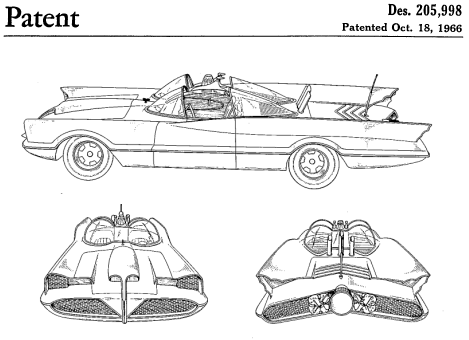 Patent
Des. 205,998
Patented Oct. 18, 1966